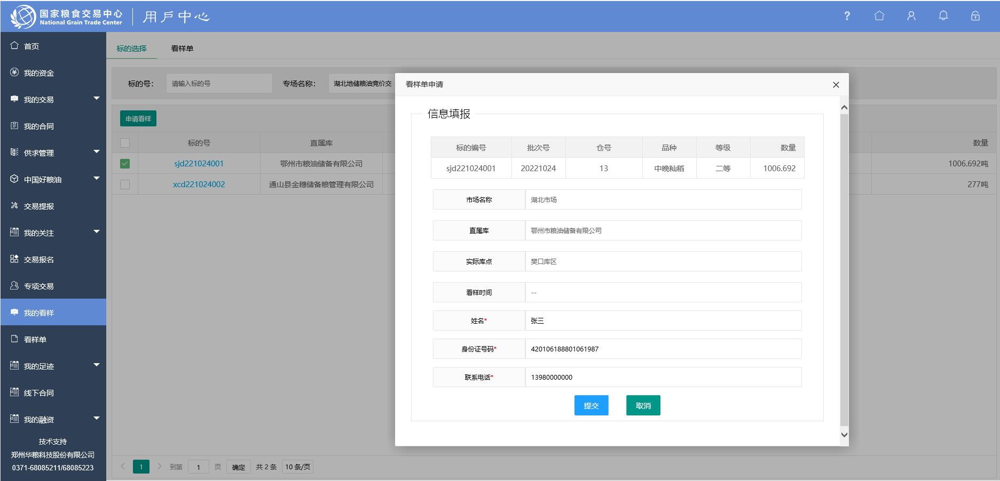 国家粮食交易中心
National Grain Trade Center
用户中心
?
首页
我的资金
我的交易
我的合同
供求管理
中国好粮油
交易提报
我的关注
交易报名
专项交易
我的看样
看样单
我的足迹
线下合同
我的融资
技术支持
郑州华粮科技股份有限公司
0371-68085211/68085223
标的选择 看样单
标的号： 请输入标的号 专场名称： 湖北地储粮油竞价交
申请看样
标的号 直属库 数量
sjd221024001 鄂州市粮油储备有限公司 1006.692吨
xcd221024002 通山县金穗储备粮管理有限公司 277吨
1 到第 1 页 确定 共 2 条 10 条/页
看样单申请
信息填报
标的编号 批次号 仓号 品种 等级 数量
sjd221024001 20221024 13 中晚籼稻 二等 1006.692
市场名称 湖北市场
直属库 鄂州市粮油储备有限公司
实际库点 樊口库区
看样时间 --
姓名* 张三
身份证号码* 420106188801061987
联系电话* 13980000000
提交 取消